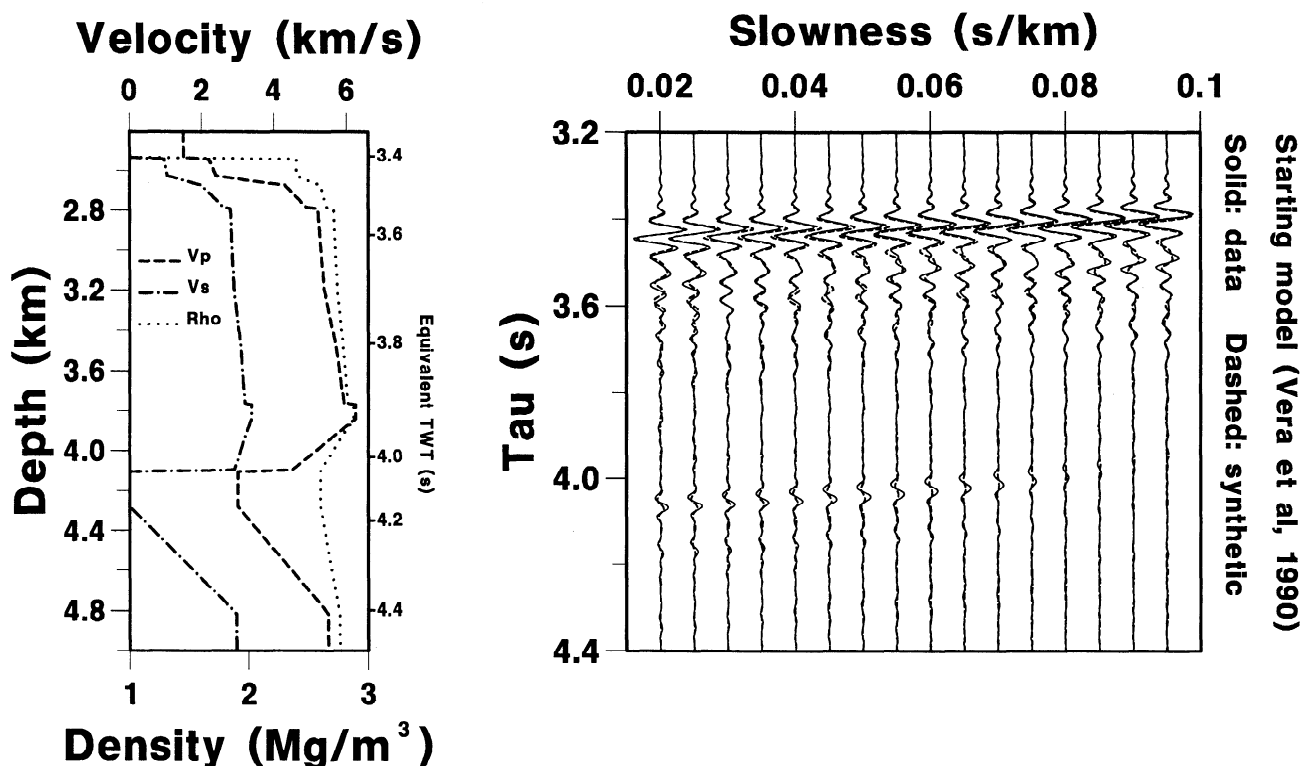 Velocity (km/s)
0 2 4 6
Depth (km)
2.8
3.2
3.6
4.0
4.4
4.8
Vp
Vs
Rho
3.4
3.6
3.8
4.0
4.2
4.4
Equivalent TWT (s)
1 2 3
Density (Mg/m³)
Slowness (s/km)
0.02 0.04 0.06 0.08 0.1
Tau (s)
3.2
3.6
4.0
4.4
Starting model (Vera et al, 1990)
Solid: data Dashed: synthetic